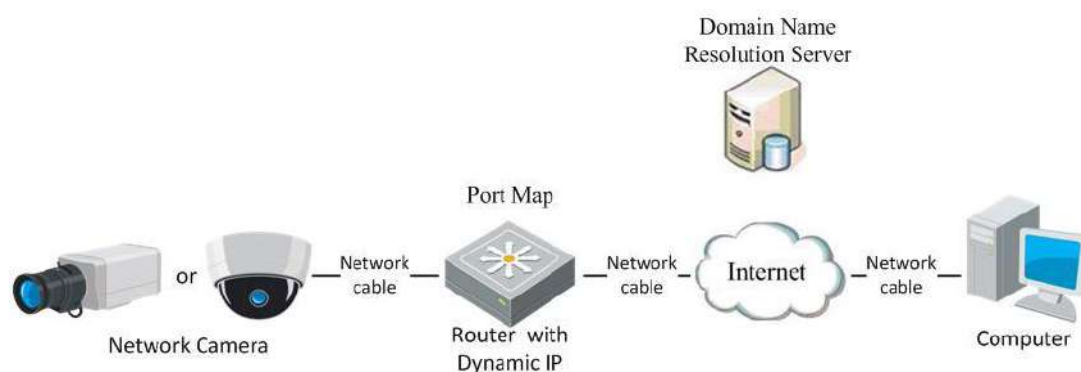 Domain Name
Resolution Server
Port Map
or
Network
cable
Network
cable
Internet
Network
cable
Network Camera
Router with
Dynamic IP
Computer